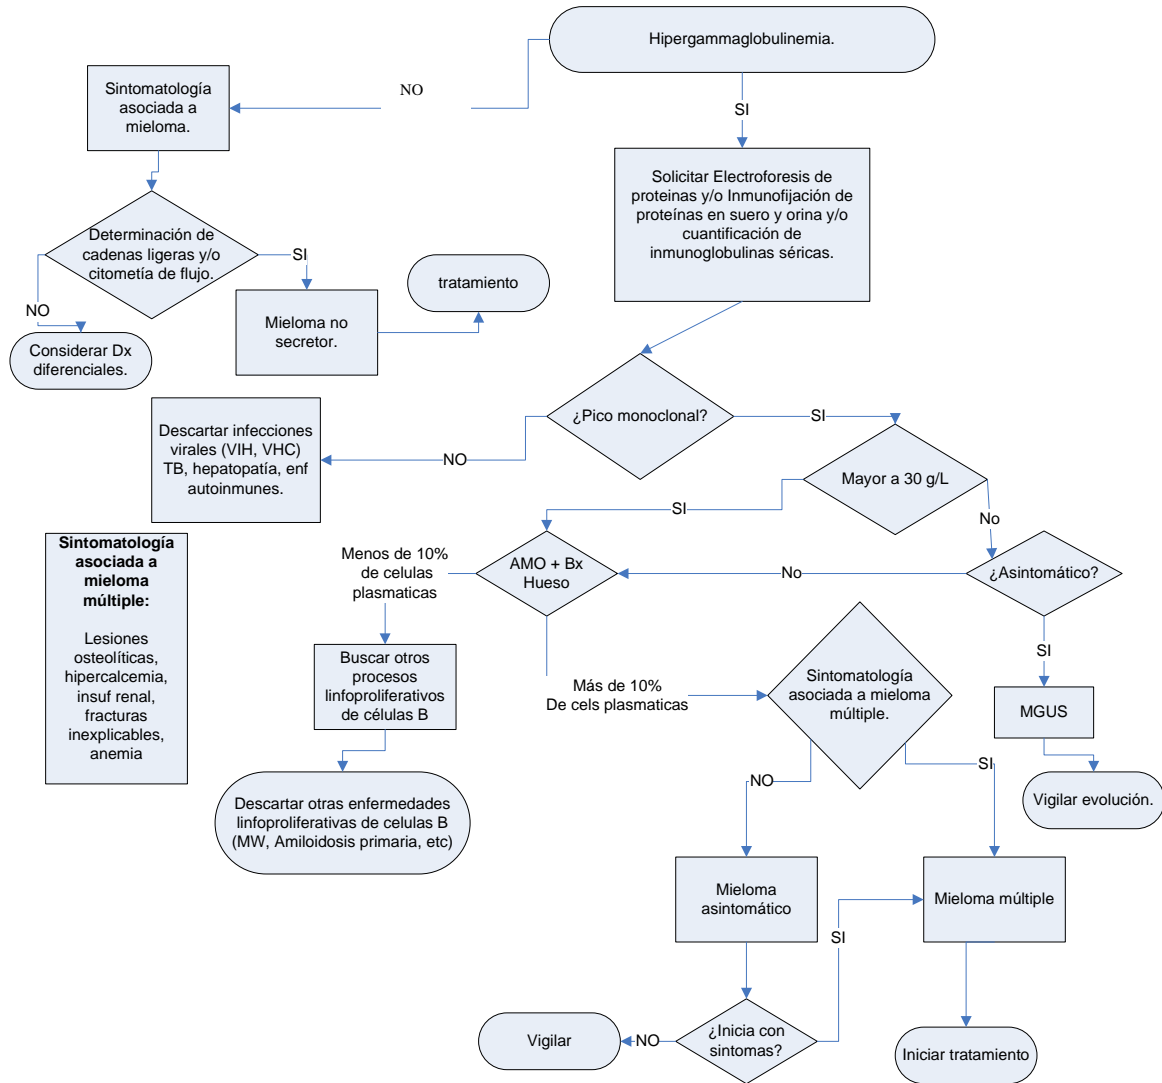 Hipergammaglobulinemia.
NO
SI
Sintomatología
asociada a
mieloma.
Solicitar Electroforesis de
proteinas y/o Inmunofijación de
proteínas en suero y orina y/o
cuantificación de
inmunoglobulinas séricas.
Determinación de
cadenas ligeras y/o
citometía de flujo.
SI
NO
tratamiento
Mieloma no
secretor.
Considerar Dx
diferenciales.
¿Pico monoclonal?
SI
NO
Descartar infecciones
virales (VIH, VHC)
TB, hepatopatía, enf
autoinmunes.
Mayor a 30 g/L
SI
No
Sintomatología
asociada a
mieloma
múltiple:
Lesiones
osteolíticas,
hipercalcemia,
insuf renal,
fracturas
inexplicables,
anemia
Menos de 10%
de celulas
plasmaticas
AMO + Bx
Hueso
No
¿Asintomático?
SI
Buscar otros
procesos
linfoproliferativos
de células B
Más de 10%
De cels plasmaticas
Sintomatología
asociada a mieloma
múltiple.
MGUS
NO
SI
Vigilar evolución.
Descartar otras enfermedades
linfoproliferativas de celulas B
(MW, Amiloidosis primaria, etc)
Mieloma
asintomático
Mieloma múltiple
SI
¿Inicia con
sintomas?
NO
Vigilar
Iniciar tratamiento